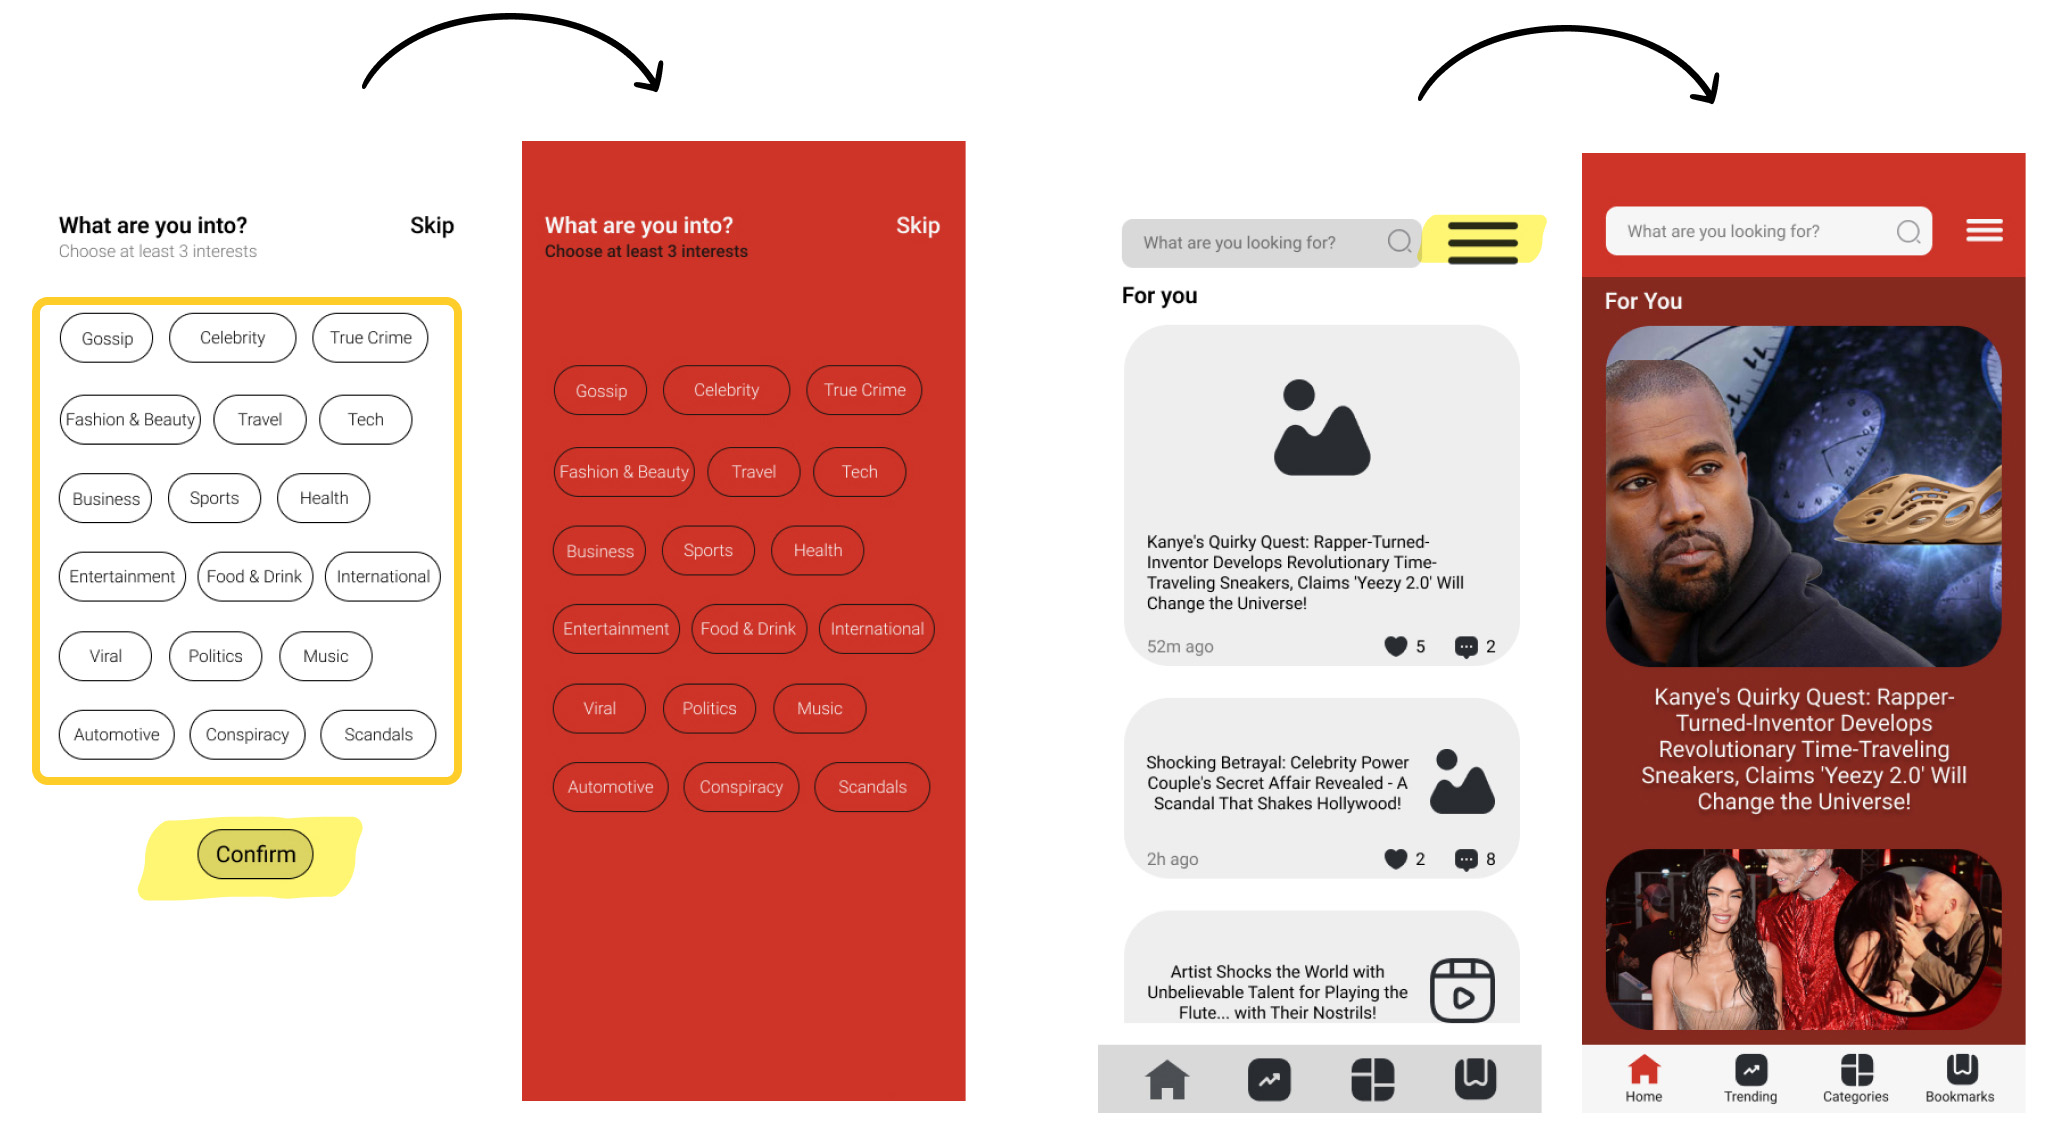 What are you into?
Skip
Choose at least 3 interests
Gossip
Celebrity
True Crime
Fashion & Beauty
Travel
Tech
Business
Sports
Health
Entertainment
Food & Drink
International
Viral
Politics
Music
Automotive
Conspiracy
Scandals
Confirm
What are you into?
Skip
Choose at least 3 interests
Gossip
Celebrity
True Crime
Fashion & Beauty
Travel
Tech
Business
Sports
Health
Entertainment
Food & Drink
International
Viral
Politics
Music
Automotive
Conspiracy
Scandals
What are you looking for?
For you
Kanye's Quirky Quest: Rapper-Turned-
Inventor Develops Revolutionary Time-
Traveling Sneakers, Claims 'Yeezy 2.0' Will
Change the Universe!
52m ago
5
2
Shocking Betrayal: Celebrity Power
Couple's Secret Affair Revealed - A
Scandal That Shakes Hollywood!
2h ago
2
8
Artist Shocks the World with
Unbelievable Talent for Playing the
Flute... with Their Nostrils!
What are you looking for?
For You
Kanye's Quirky Quest: Rapper-
Turned-Inventor Develops
Revolutionary Time-Traveling
Sneakers, Claims 'Yeezy 2.0' Will
Change the Universe!
Home
Trending
Categories
Bookmarks